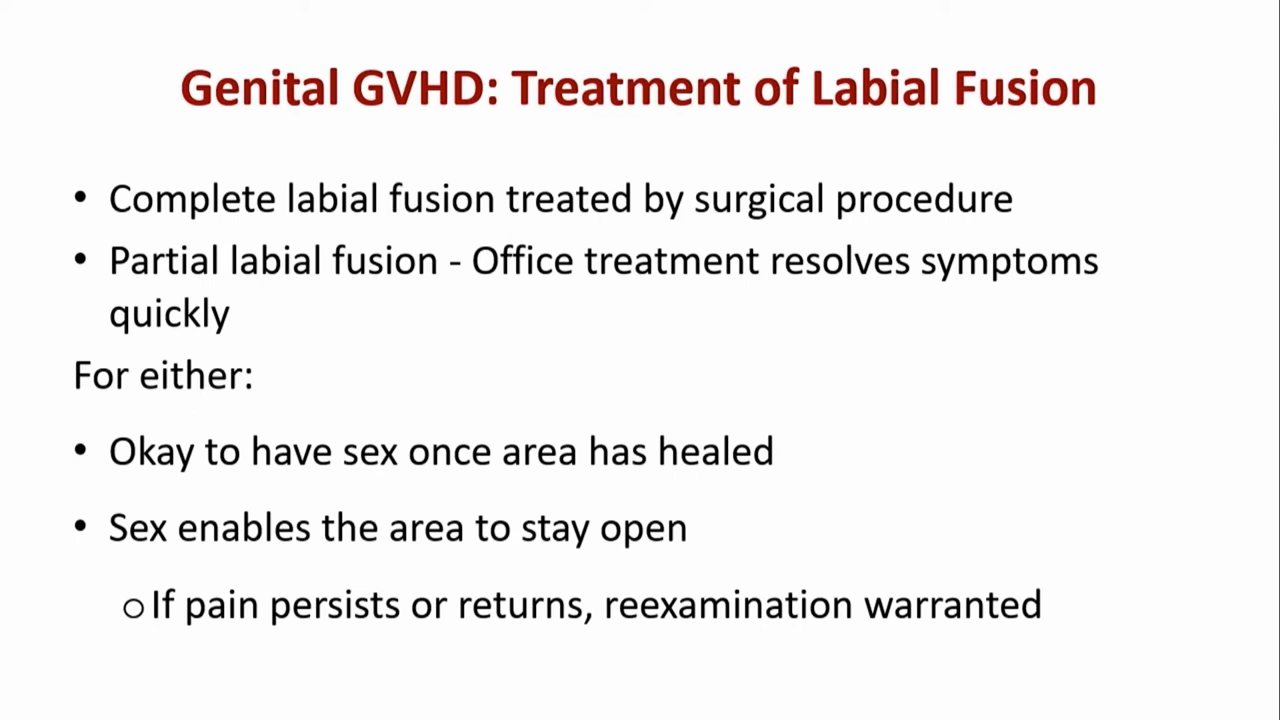 Genital GVHD: Treatment of Labial Fusion
• Complete labial fusion treated by surgical procedure
• Partial labial fusion - Office treatment resolves symptoms
quickly
For either:
• Okay to have sex once area has healed
• Sex enables the area to stay open
o If pain persists or returns, reexamination warranted